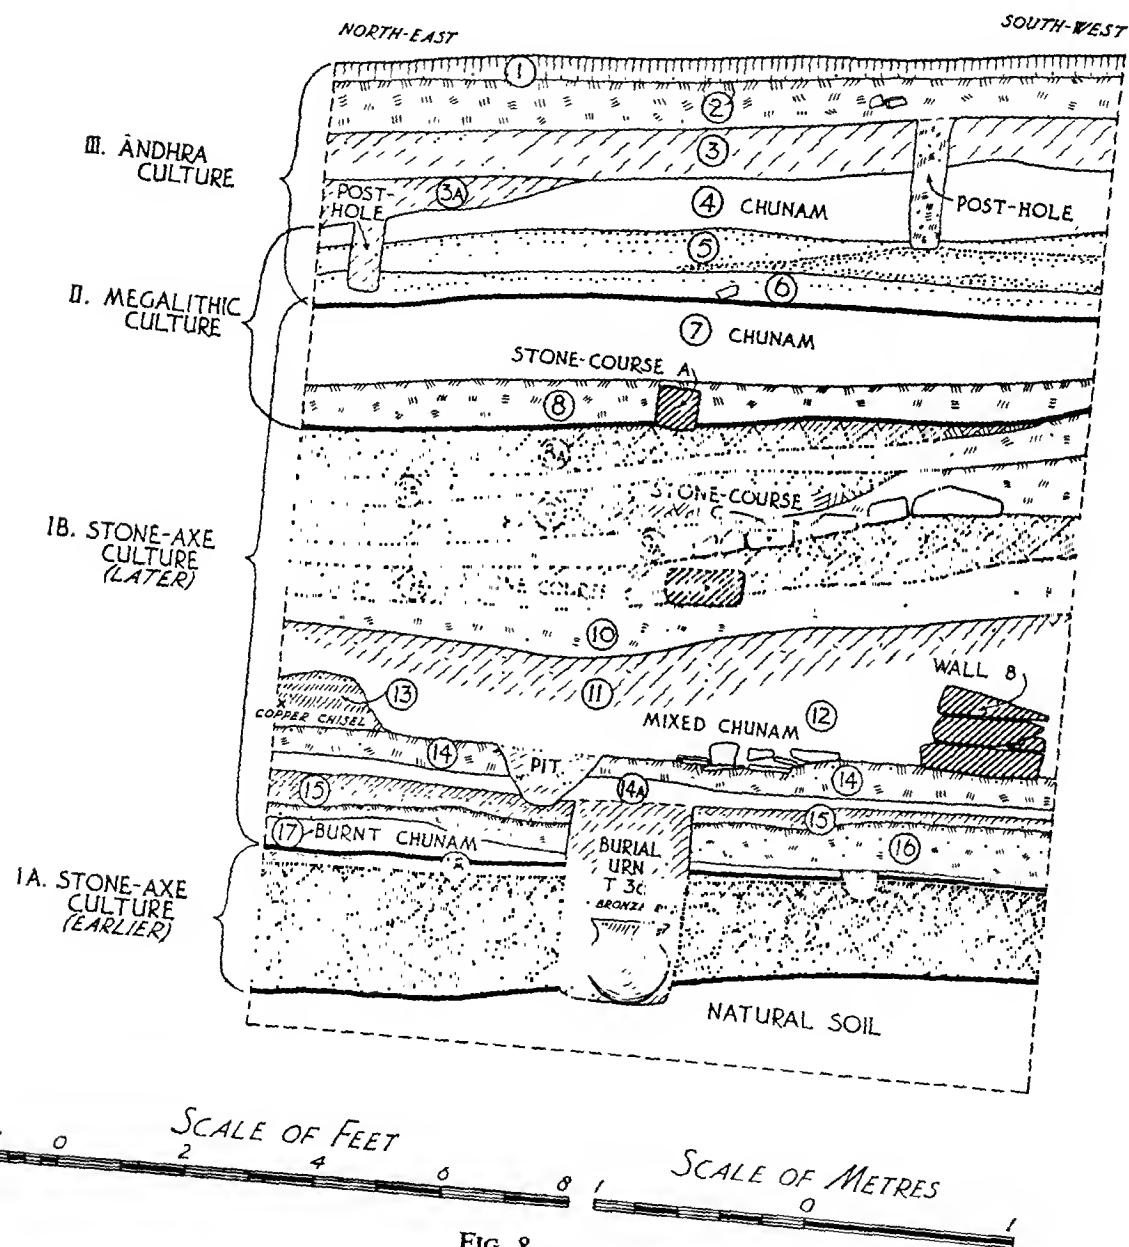 NORTH-EAST
SOUTH-WEST
1
2
III. ĀNDHRA
CULTURE
3
POST-
HOLE
3A
4 CHUNAM
POST-HOLE
5
II. MEGALITHIC
CULTURE
6
7 CHUNAM
STONE-COURSE A
8
8A
STONE-COURSE
C
IB. STONE-AXE
CULTURE
(LATER)
10
WALL B
11
13
X
COPPER CHISEL
MIXED CHUNAM 12
14
PIT
14A
14
15
15
17 BURNT CHUNAM
16
BURIAL
URN
BRONZE
IA. STONE-AXE
CULTURE
(EARLIER)
NATURAL SOIL
SCALE OF FEET
0 2 4 6 8
SCALE OF METRES
1 0 1
FIG. 8